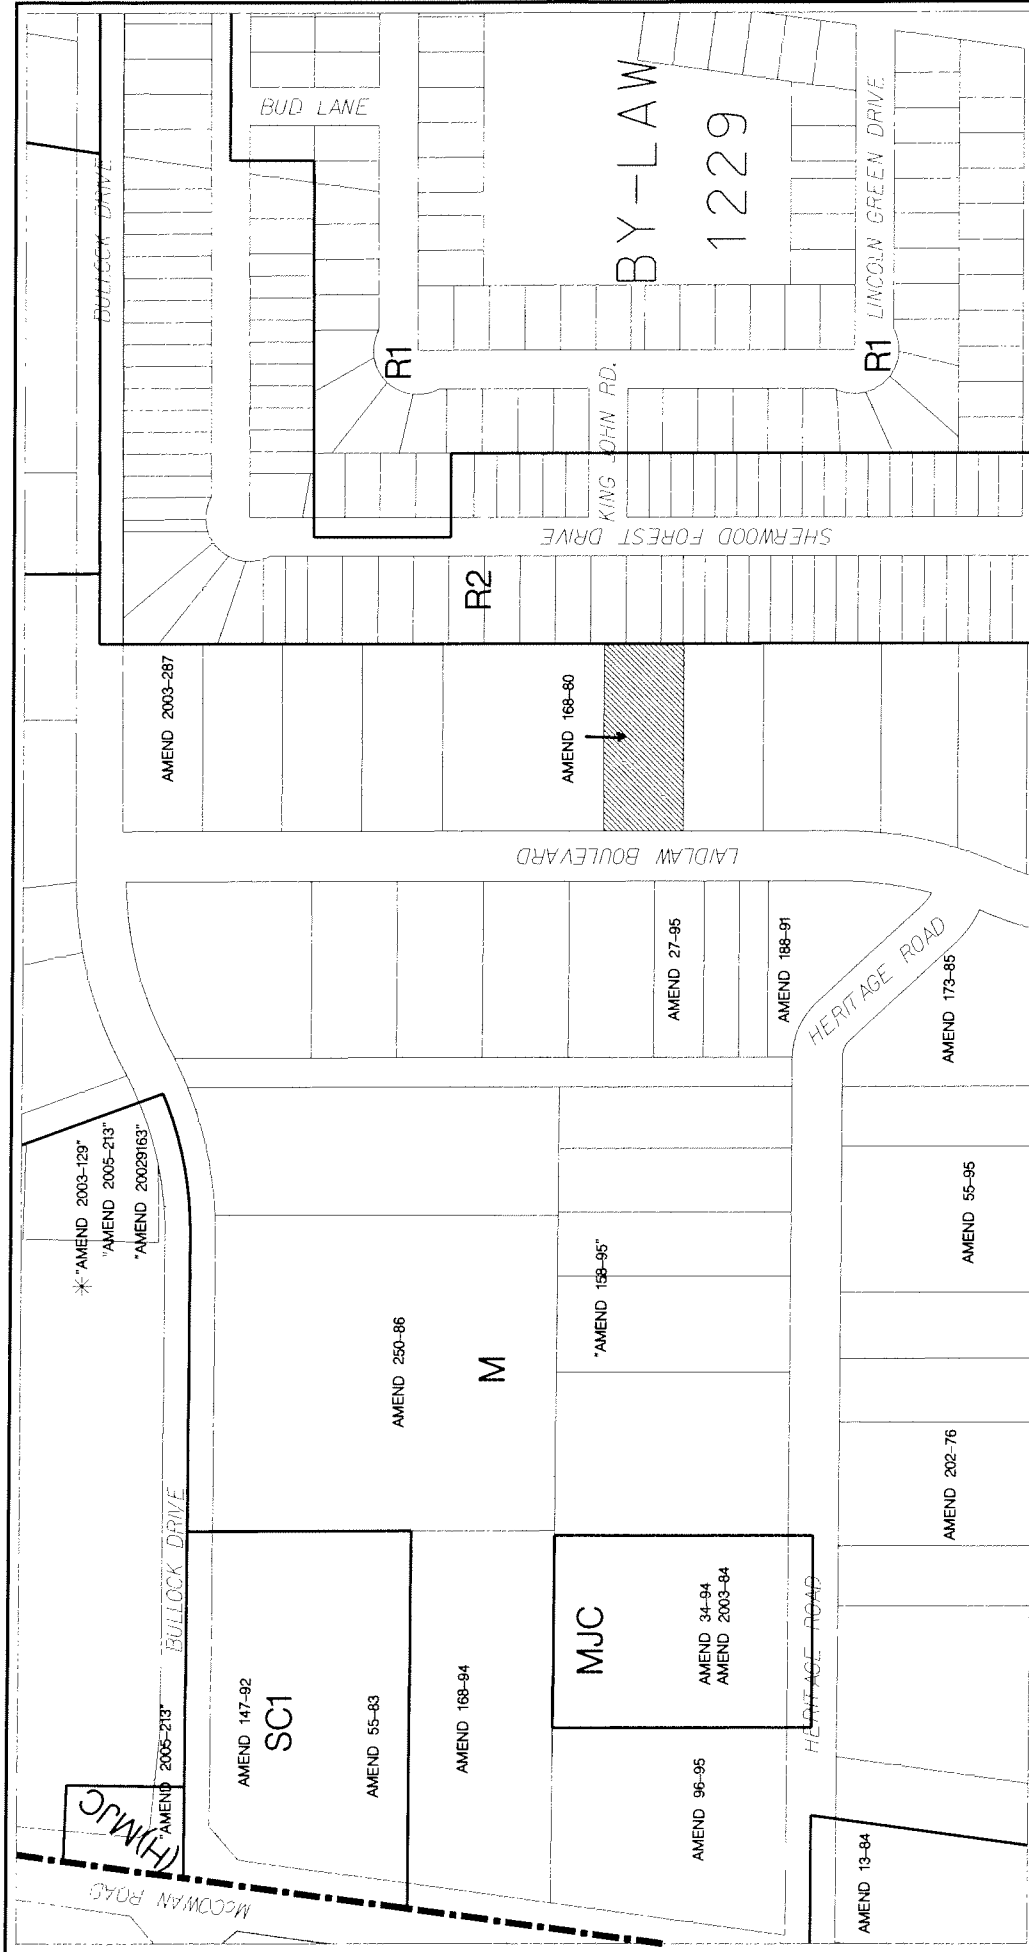 BUD LANE
BULLOCK DRIVE
BY-LAW
1229
LINCOLN GREEN DRIVE
R1
R1
KING JOHN RD.
SHERWOOD FOREST DRIVE
R2
AMEND 2003-287
AMEND 168-80
LAIDLAW BOULEVARD
AMEND 27-95
AMEND 188-91
HERITAGE ROAD
AMEND 173-85
*"AMEND 2003-129"
"AMEND 2005-213"
"AMEND 20029163"
AMEND 55-95
"AMEND 158-95"
AMEND 250-86
M
AMEND 202-76
BULLOCK DRIVE
MJC
AMEND 34-94
AMEND 2003-84
HERITAGE ROAD
AMEND 147-92
SC1
AMEND 55-83
AMEND 168-94
"AMEND 2005-213"
(H)MJC
AMEND 96-95
AMEND 13-84
McCOWAN ROAD